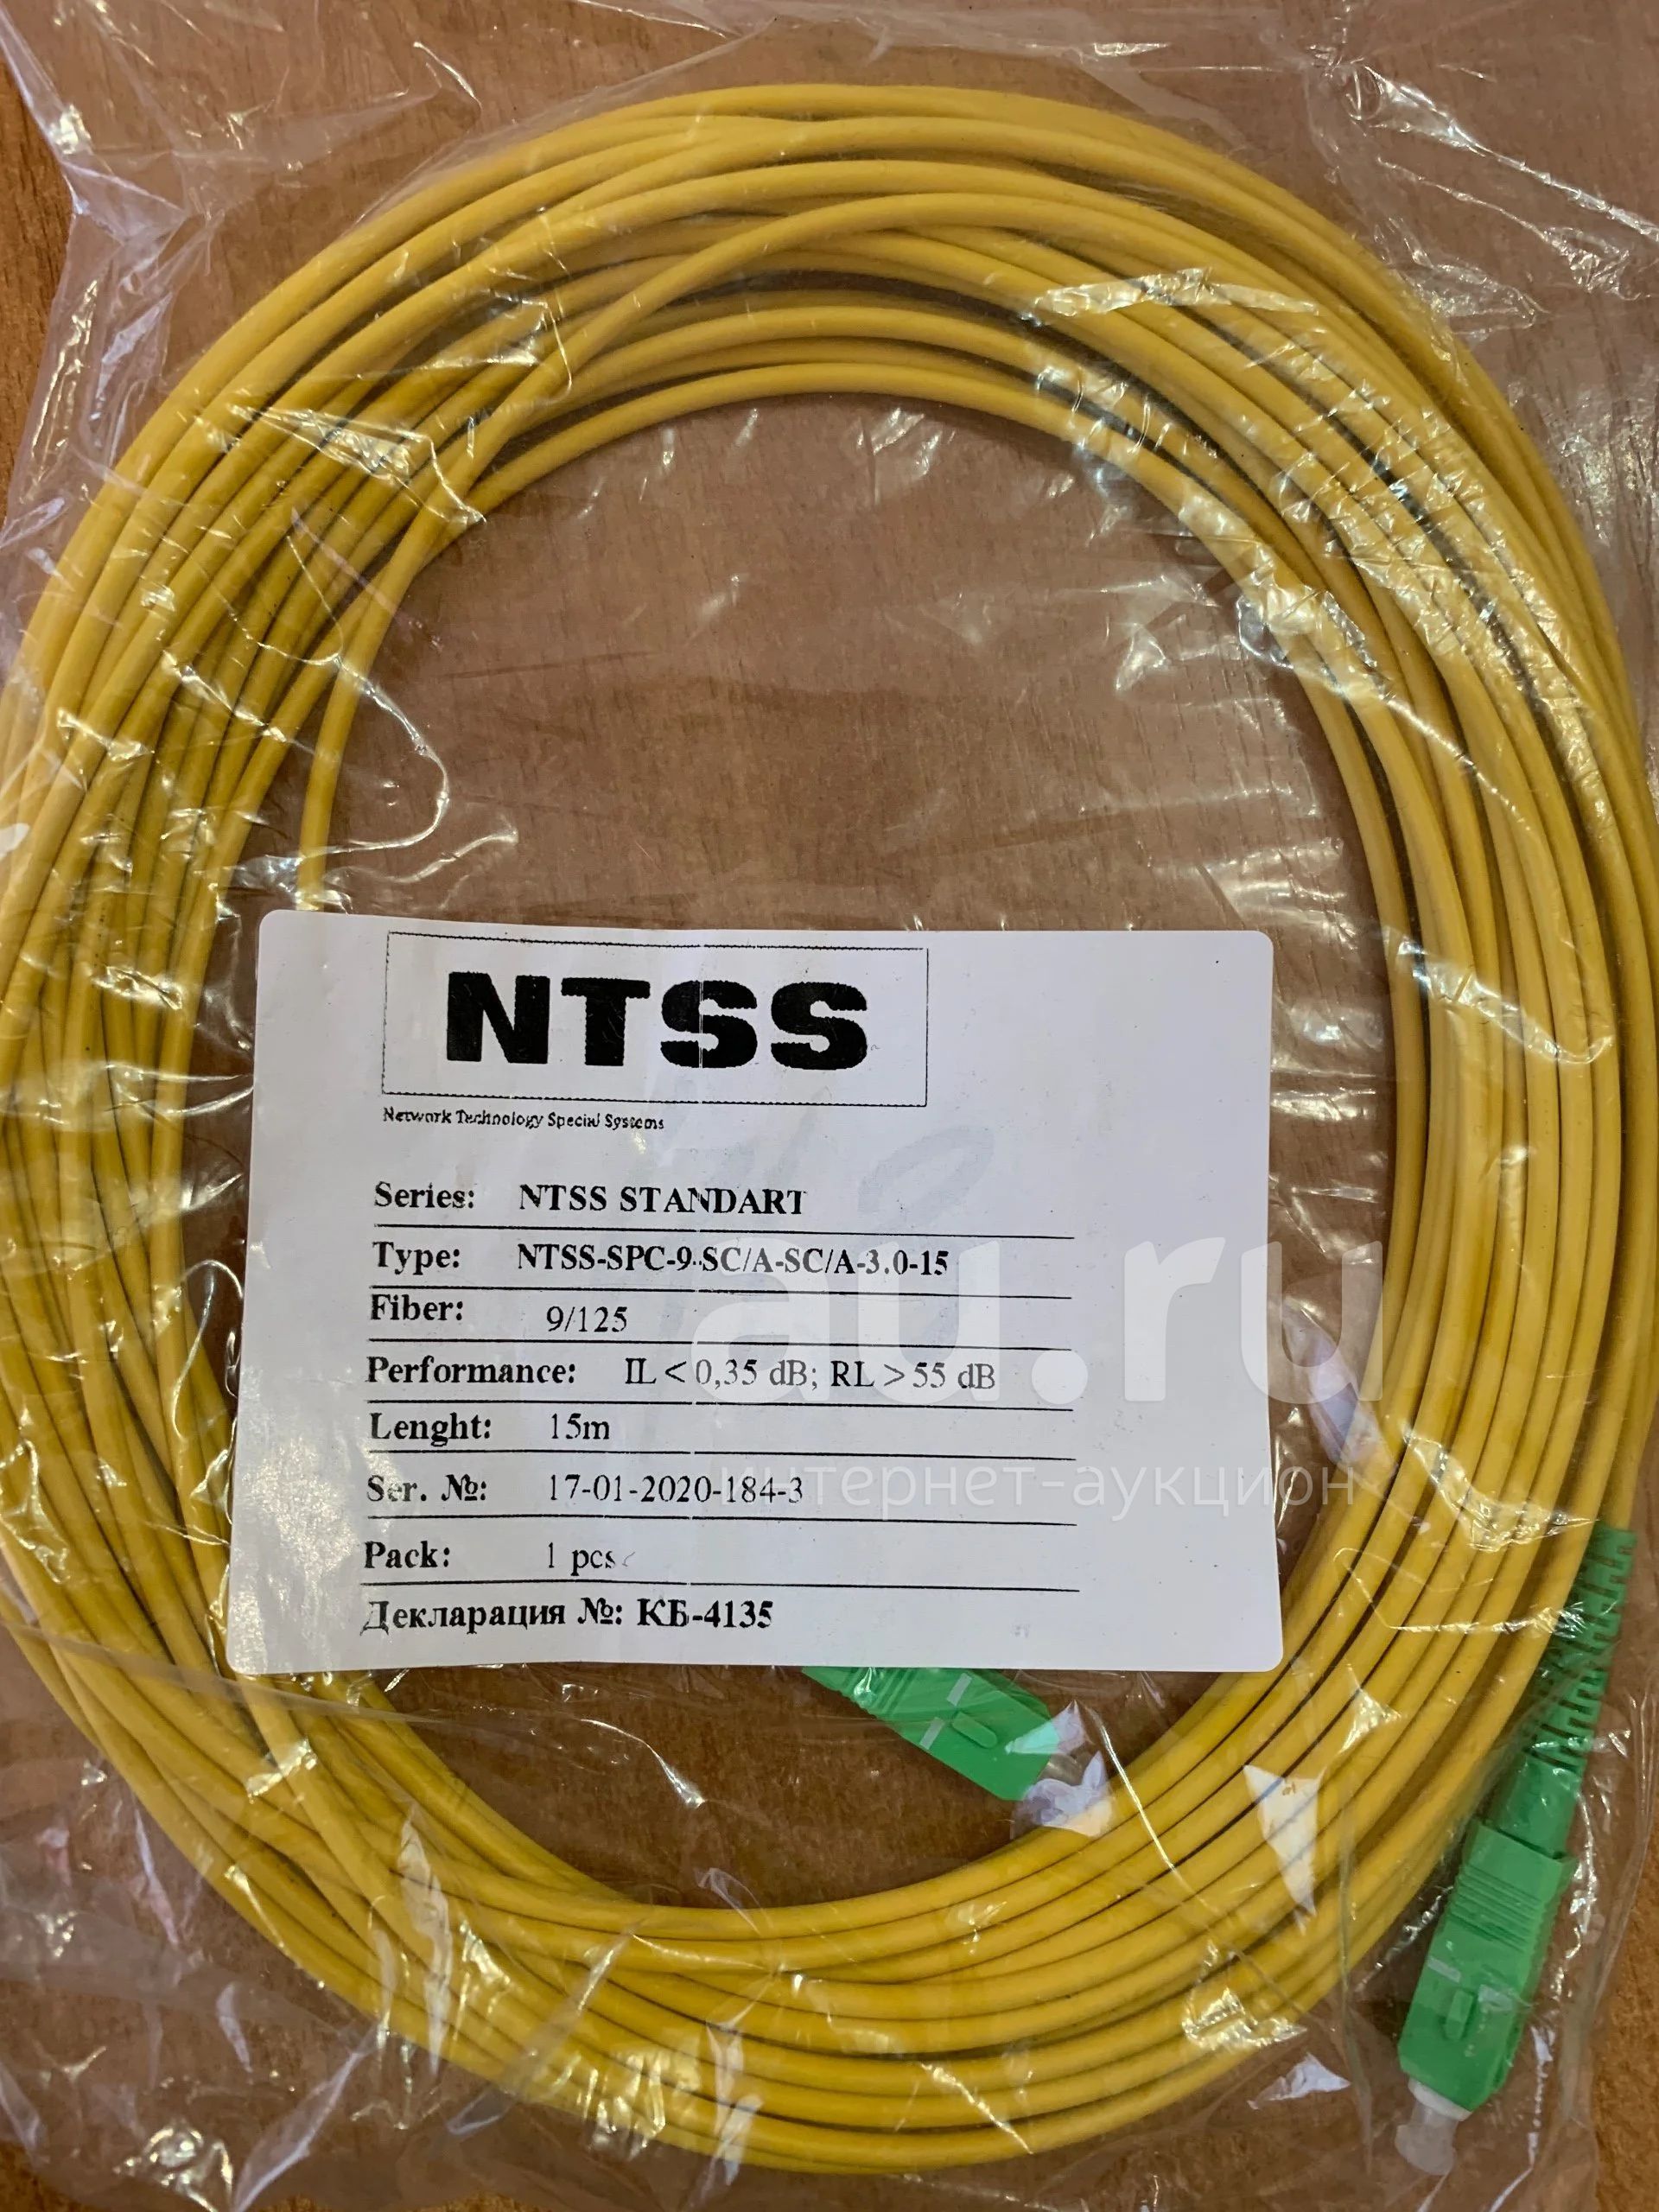 NTSS
Network Technology Special Systems
Series: NTSS STANDART
Type: NTSS-SPC-9-SC/A-SC/A-3.0-15
Fiber: 9/125
Performance: IL < 0,35 dB; RL > 55 dB
Lenght: 15m
Ser. №: 17-01-2020-184-3
Pack: 1 pcs
Декларация №: КБ-4135
au.ru
интернет-аукцион